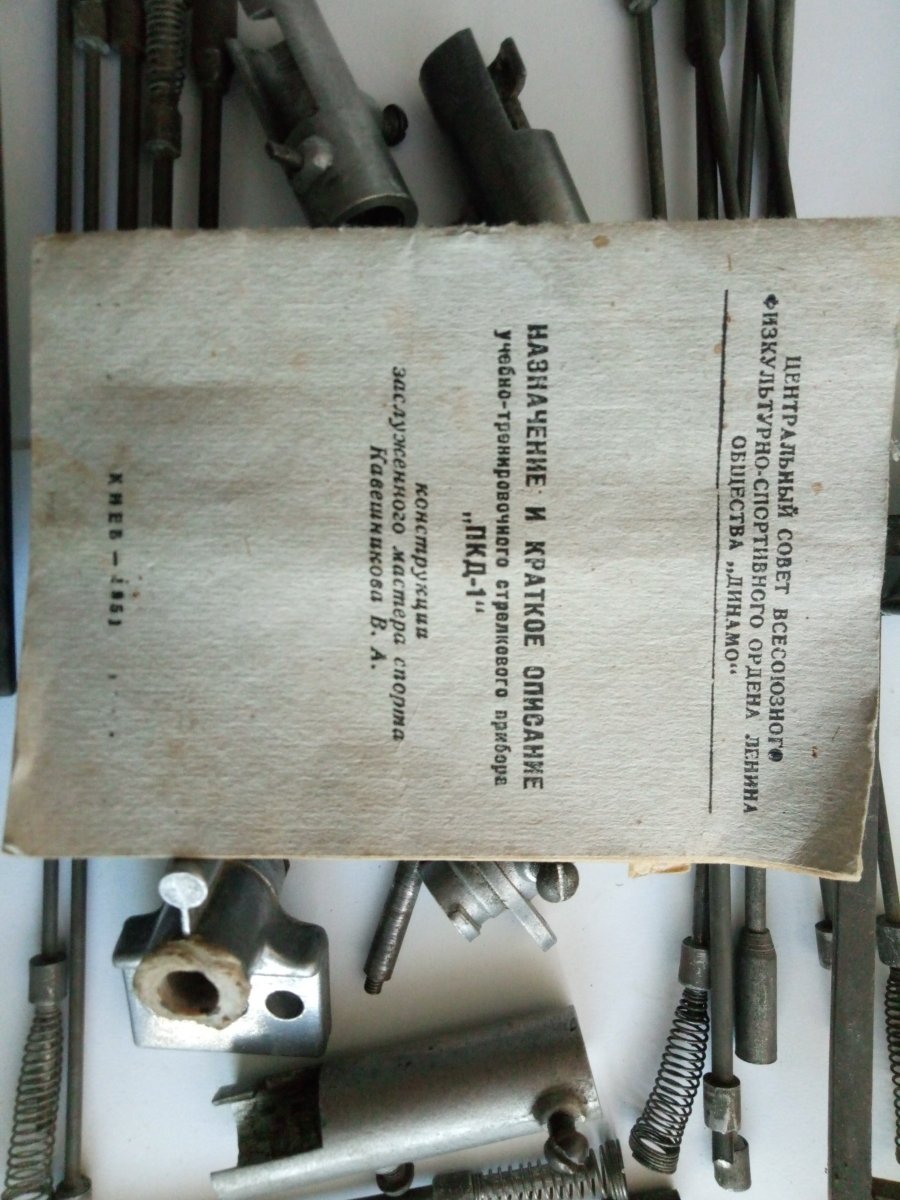 ЦЕНТРАЛЬНЫЙ СОВЕТ ВСЕСОЮЗНОГО
ФИЗКУЛЬТУРНО-СПОРТИВНОГО ОРДЕНА ЛЕНИНА
ОБЩЕСТВА „ДИНАМО“
НАЗНАЧЕНИЕ И КРАТКОЕ ОПИСАНИЕ
учебно-тренировочного стрелкового прибора
„ПКД-1“
конструкции
заслуженного мастера спорта
Кавешникова В. А.
КИЕВ —